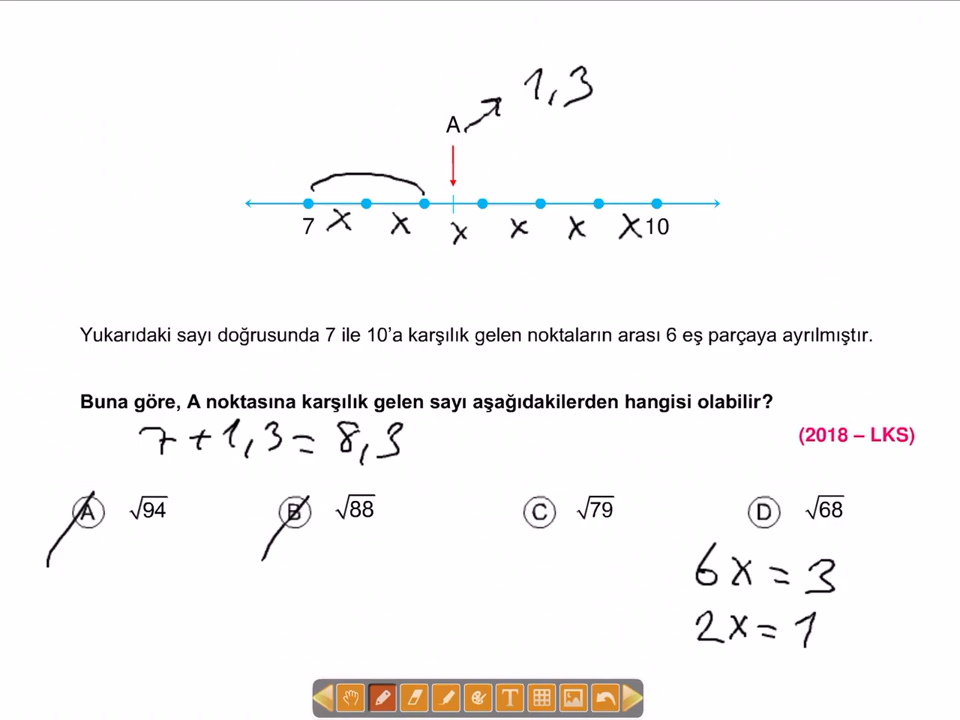 1,3
A
7 x x x x x x 10
Yukarıdaki sayı doğrusunda 7 ile 10’a karşılık gelen noktaların arası 6 eş parçaya ayrılmıştır.
Buna göre, A noktasına karşılık gelen sayı aşağıdakilerden hangisi olabilir?
7 + 1,3 = 8,3
(2018 – LKS)
A √94 B √88 C √79 D √68
6x = 3
2x = 1
T